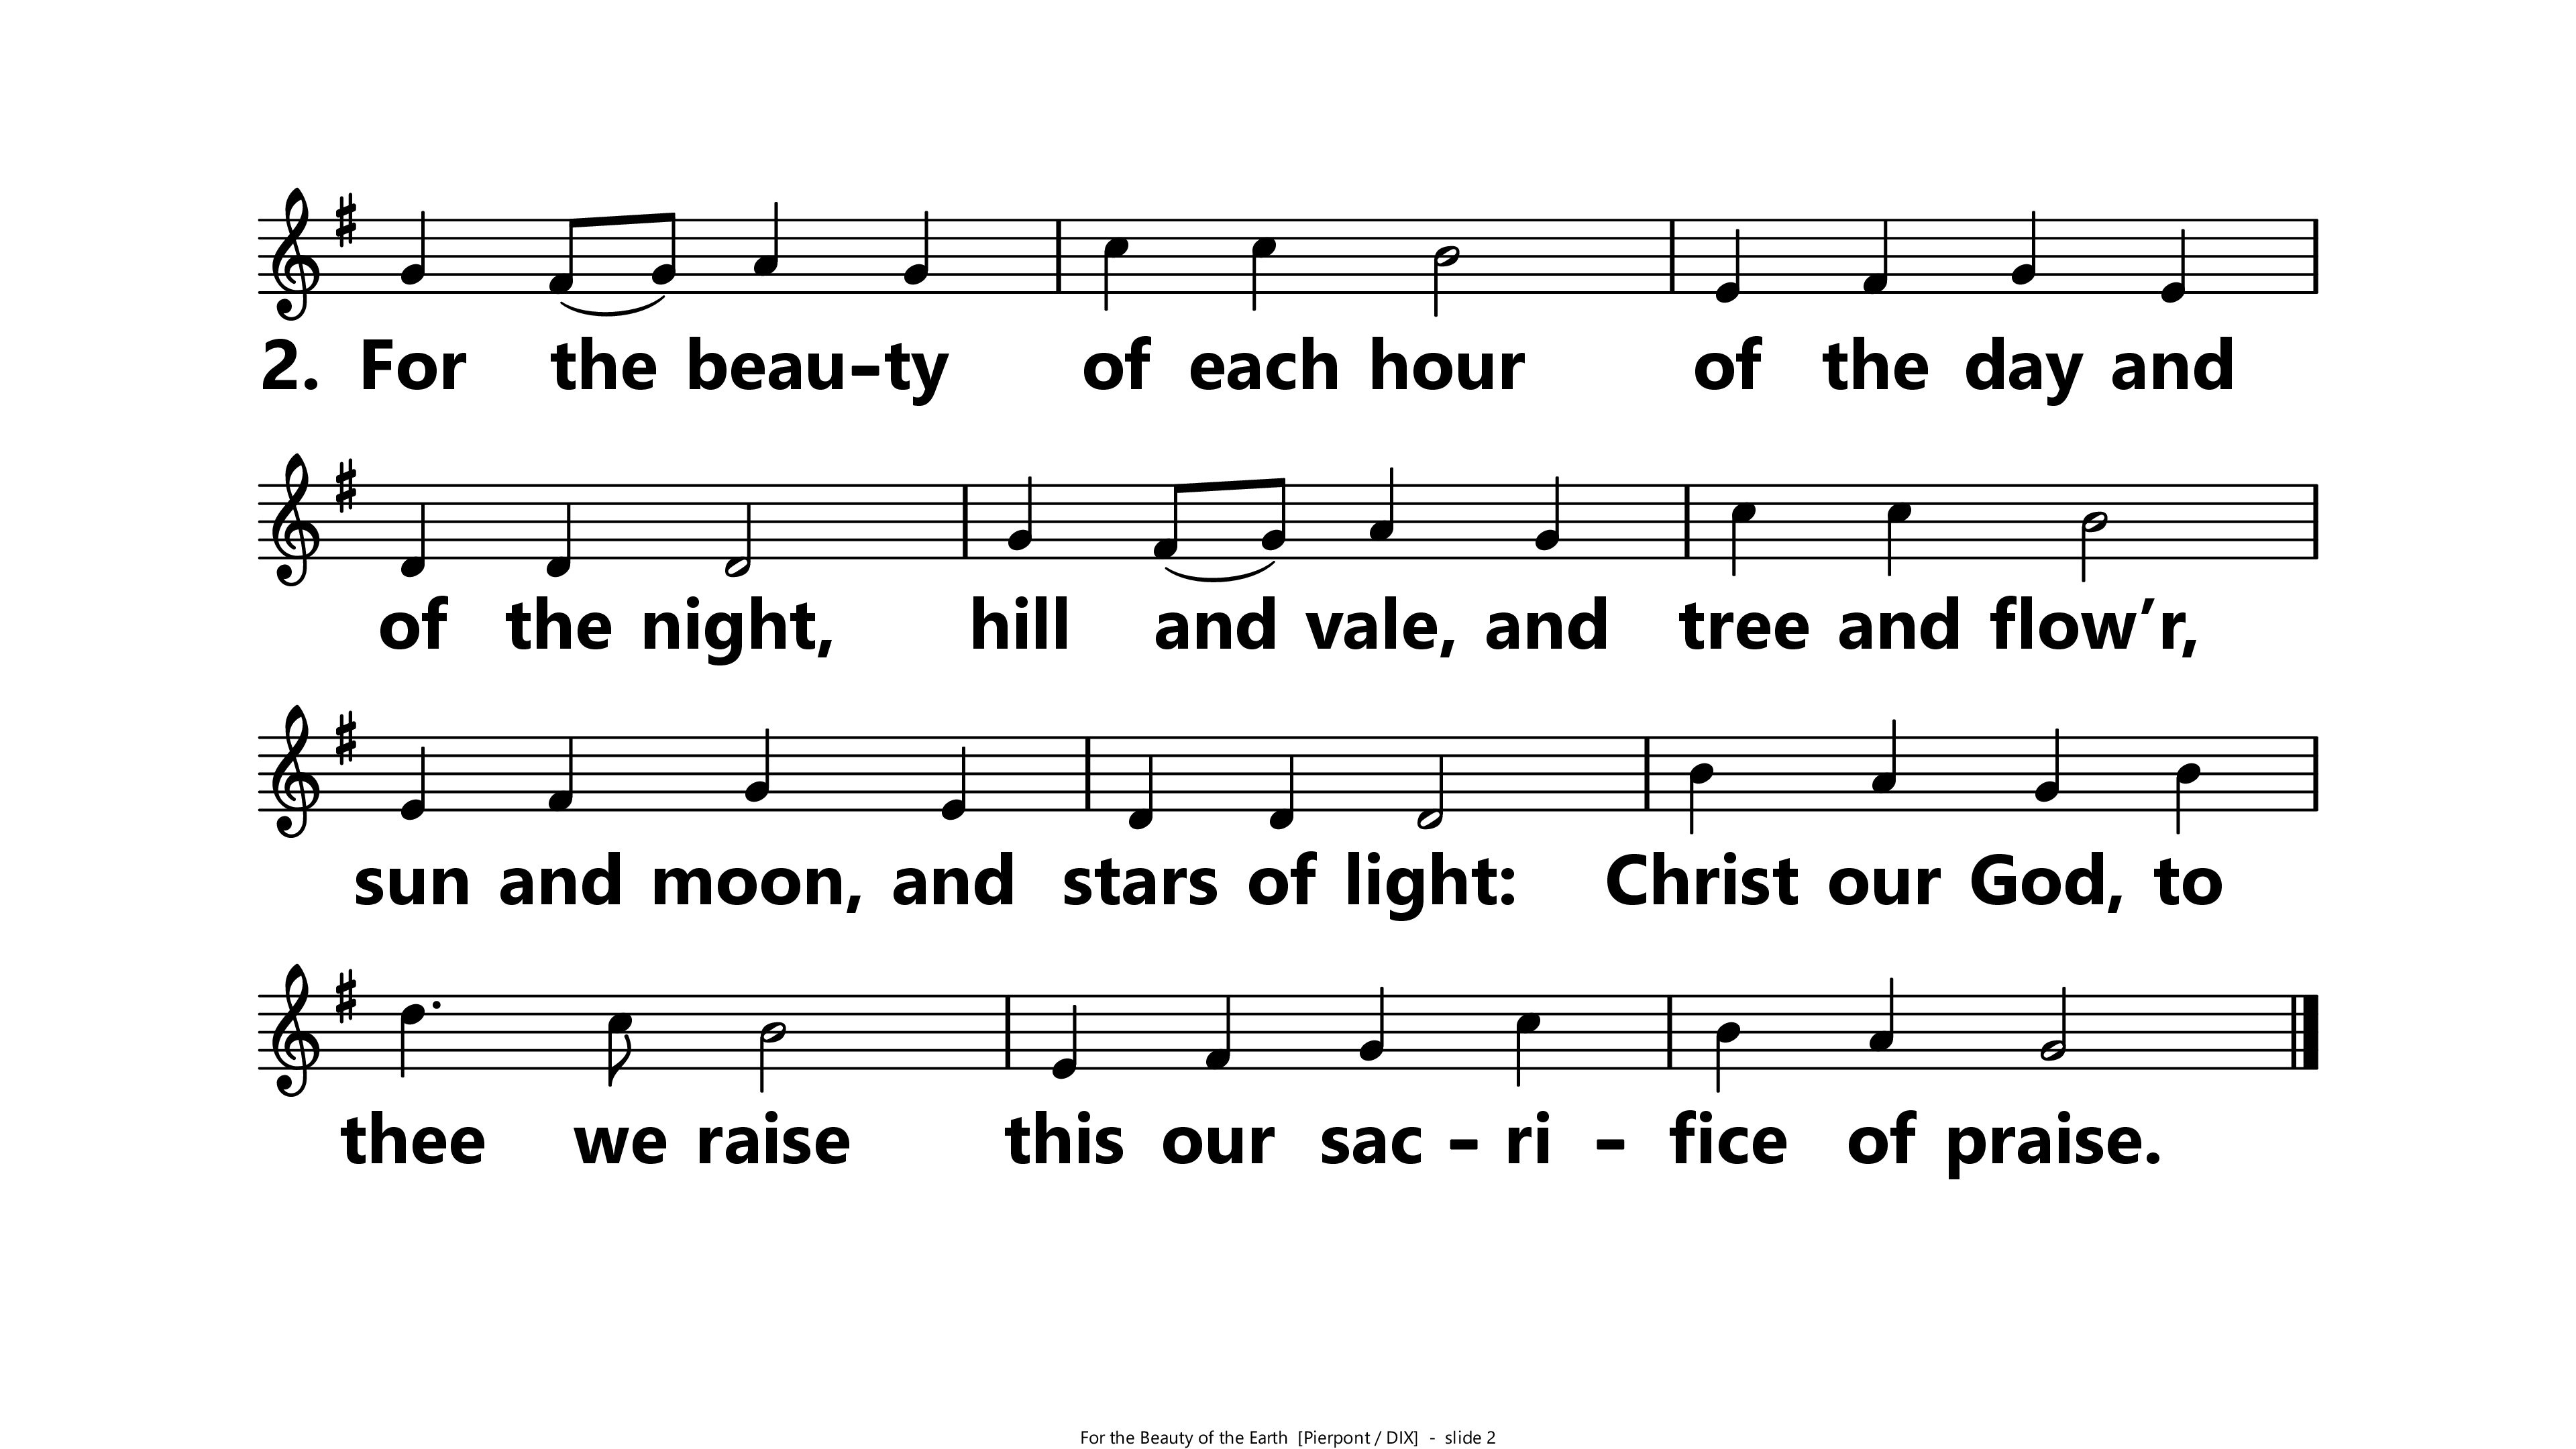 2. For the beau-ty of each hour of the day and
of the night, hill and vale, and tree and flow’r,
sun and moon, and stars of light: Christ our God, to
thee we raise this our sac - ri - fice of praise.
For the Beauty of the Earth [Pierpont / DIX] - slide 2